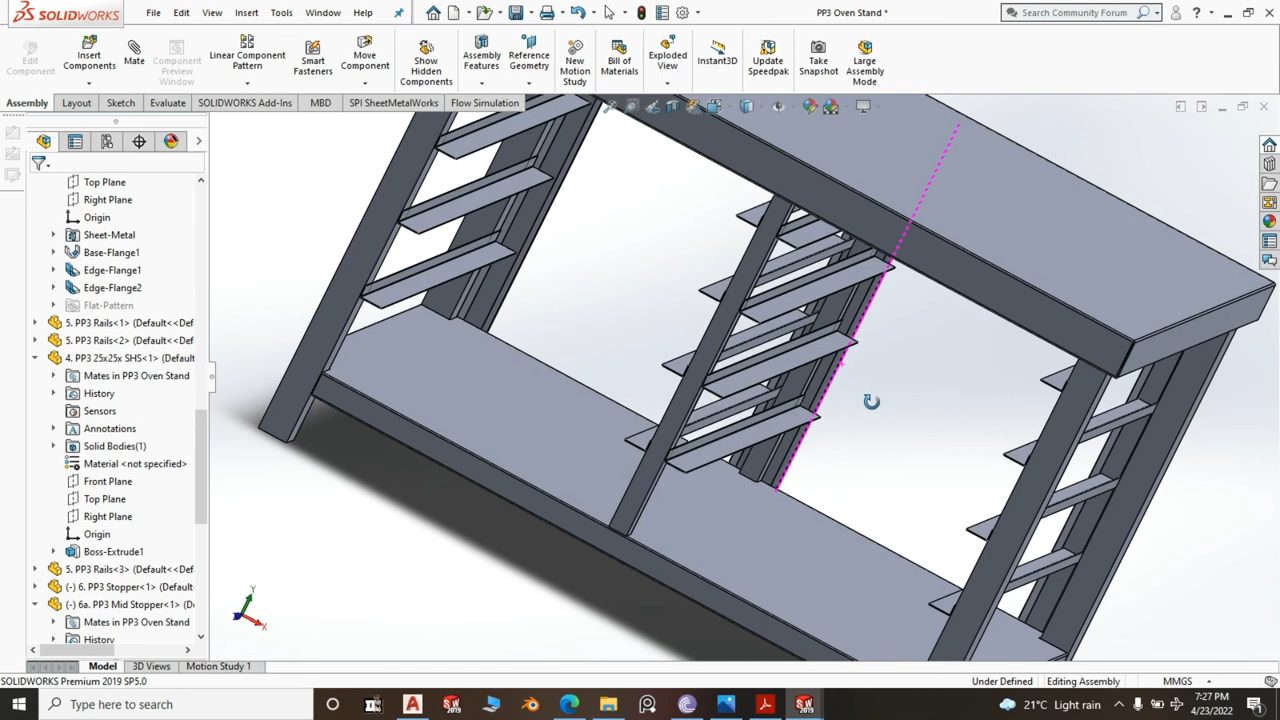 SOLIDWORKS
File
Edit
View
Insert
Tools
Window
Help
PP3 Oven Stand *
Search Community Forum
Edit
Component
Insert
Components
Mate
Component
Preview
Window
Linear Component
Pattern
Smart
Fasteners
Move
Component
Show
Hidden
Components
Assembly
Features
Reference
Geometry
New
Motion
Study
Bill of
Materials
Exploded
View
Instant3D
Update
Speedpak
Take
Snapshot
Large
Assembly
Mode
Assembly
Layout
Sketch
Evaluate
SOLIDWORKS Add-Ins
MBD
SPI SheetMetalWorks
Flow Simulation
Top Plane
Right Plane
Origin
Sheet-Metal
Base-Flange1
Edge-Flange1
Edge-Flange2
Flat-Pattern
5. PP3 Rails<1> (Default<<Def
5. PP3 Rails<2> (Default<<Def
4. PP3 25x25x SHS<1> (Default
Mates in PP3 Oven Stand
History
Sensors
Annotations
Solid Bodies(1)
Material <not specified>
Front Plane
Top Plane
Right Plane
Origin
Boss-Extrude1
5. PP3 Rails<3> (Default<<Def
(-) 6. PP3 Stopper<1> (Default
(-) 6a. PP3 Mid Stopper<1> (D
Mates in PP3 Oven Stand
History
Y
X
Model
3D Views
Motion Study 1
SOLIDWORKS Premium 2019 SP5.0
Under Defined
Editing Assembly
MMGS
Type here to search
21°C Light rain
7:27 PM
4/23/2022